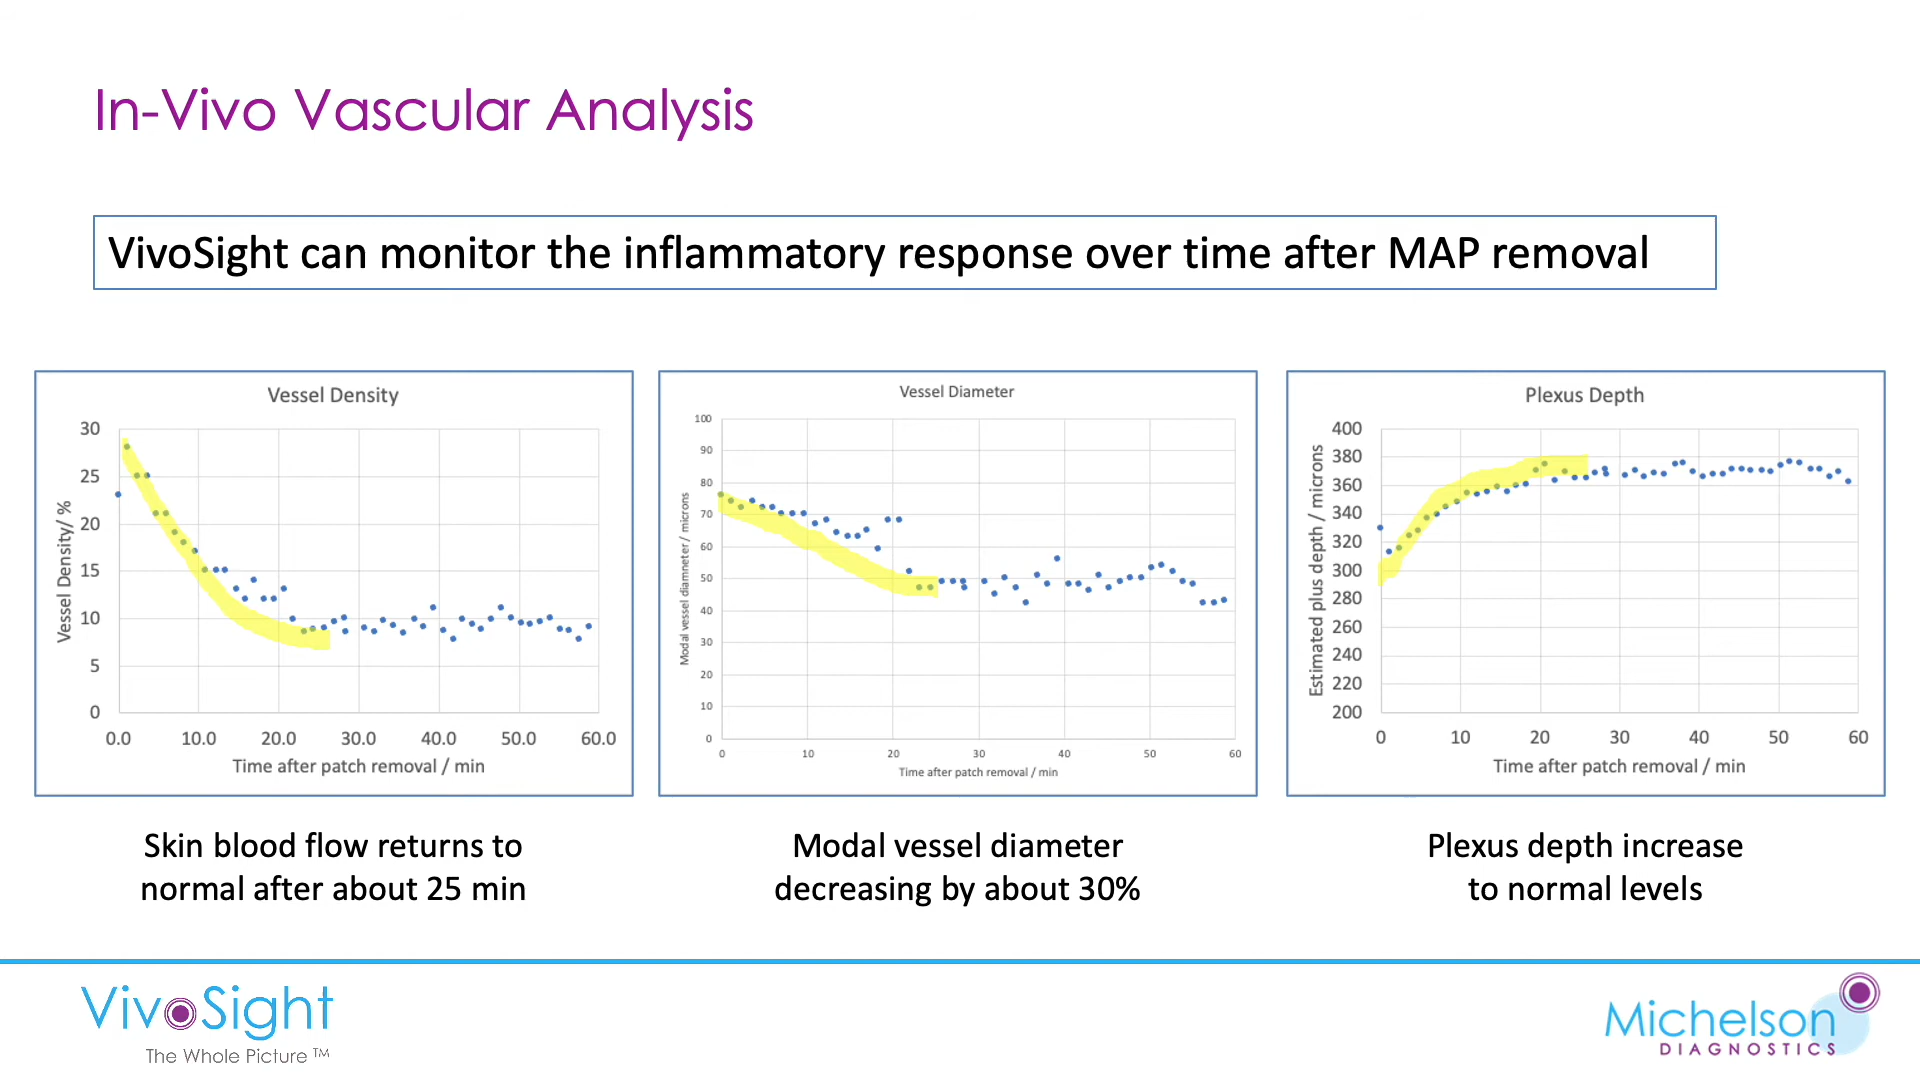 In-Vivo Vascular Analysis
VivoSight can monitor the inflammatory response over time after MAP removal
Vessel Density
30
25
20
15
10
5
0
Vessel Density/ %
0.0 10.0 20.0 30.0 40.0 50.0 60.0
Time after patch removal / min
Vessel Diameter
100
90
80
70
60
50
40
30
20
10
0
Modal vessel diamneter / microns
0 10 20 30 40 50 60
Time after patch removal / min
Plexus Depth
400
380
360
340
320
300
280
260
240
220
200
Estimated plus depth / microns
0 10 20 30 40 50 60
Time after patch removal / min
Skin blood flow returns to
normal after about 25 min
Modal vessel diameter
decreasing by about 30%
Plexus depth increase
to normal levels
VivoSight
The Whole Picture ™
Michelson
DIAGNOSTICS